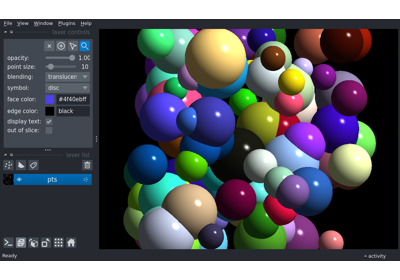 File View Window Plugins Help
layer controls
opacity: 1.00
point size: 10
blending: translucen
symbol: disc
face color: #4f40ebff
edge color: black
display text:
out of slice:
layer list
pts
Ready
activity